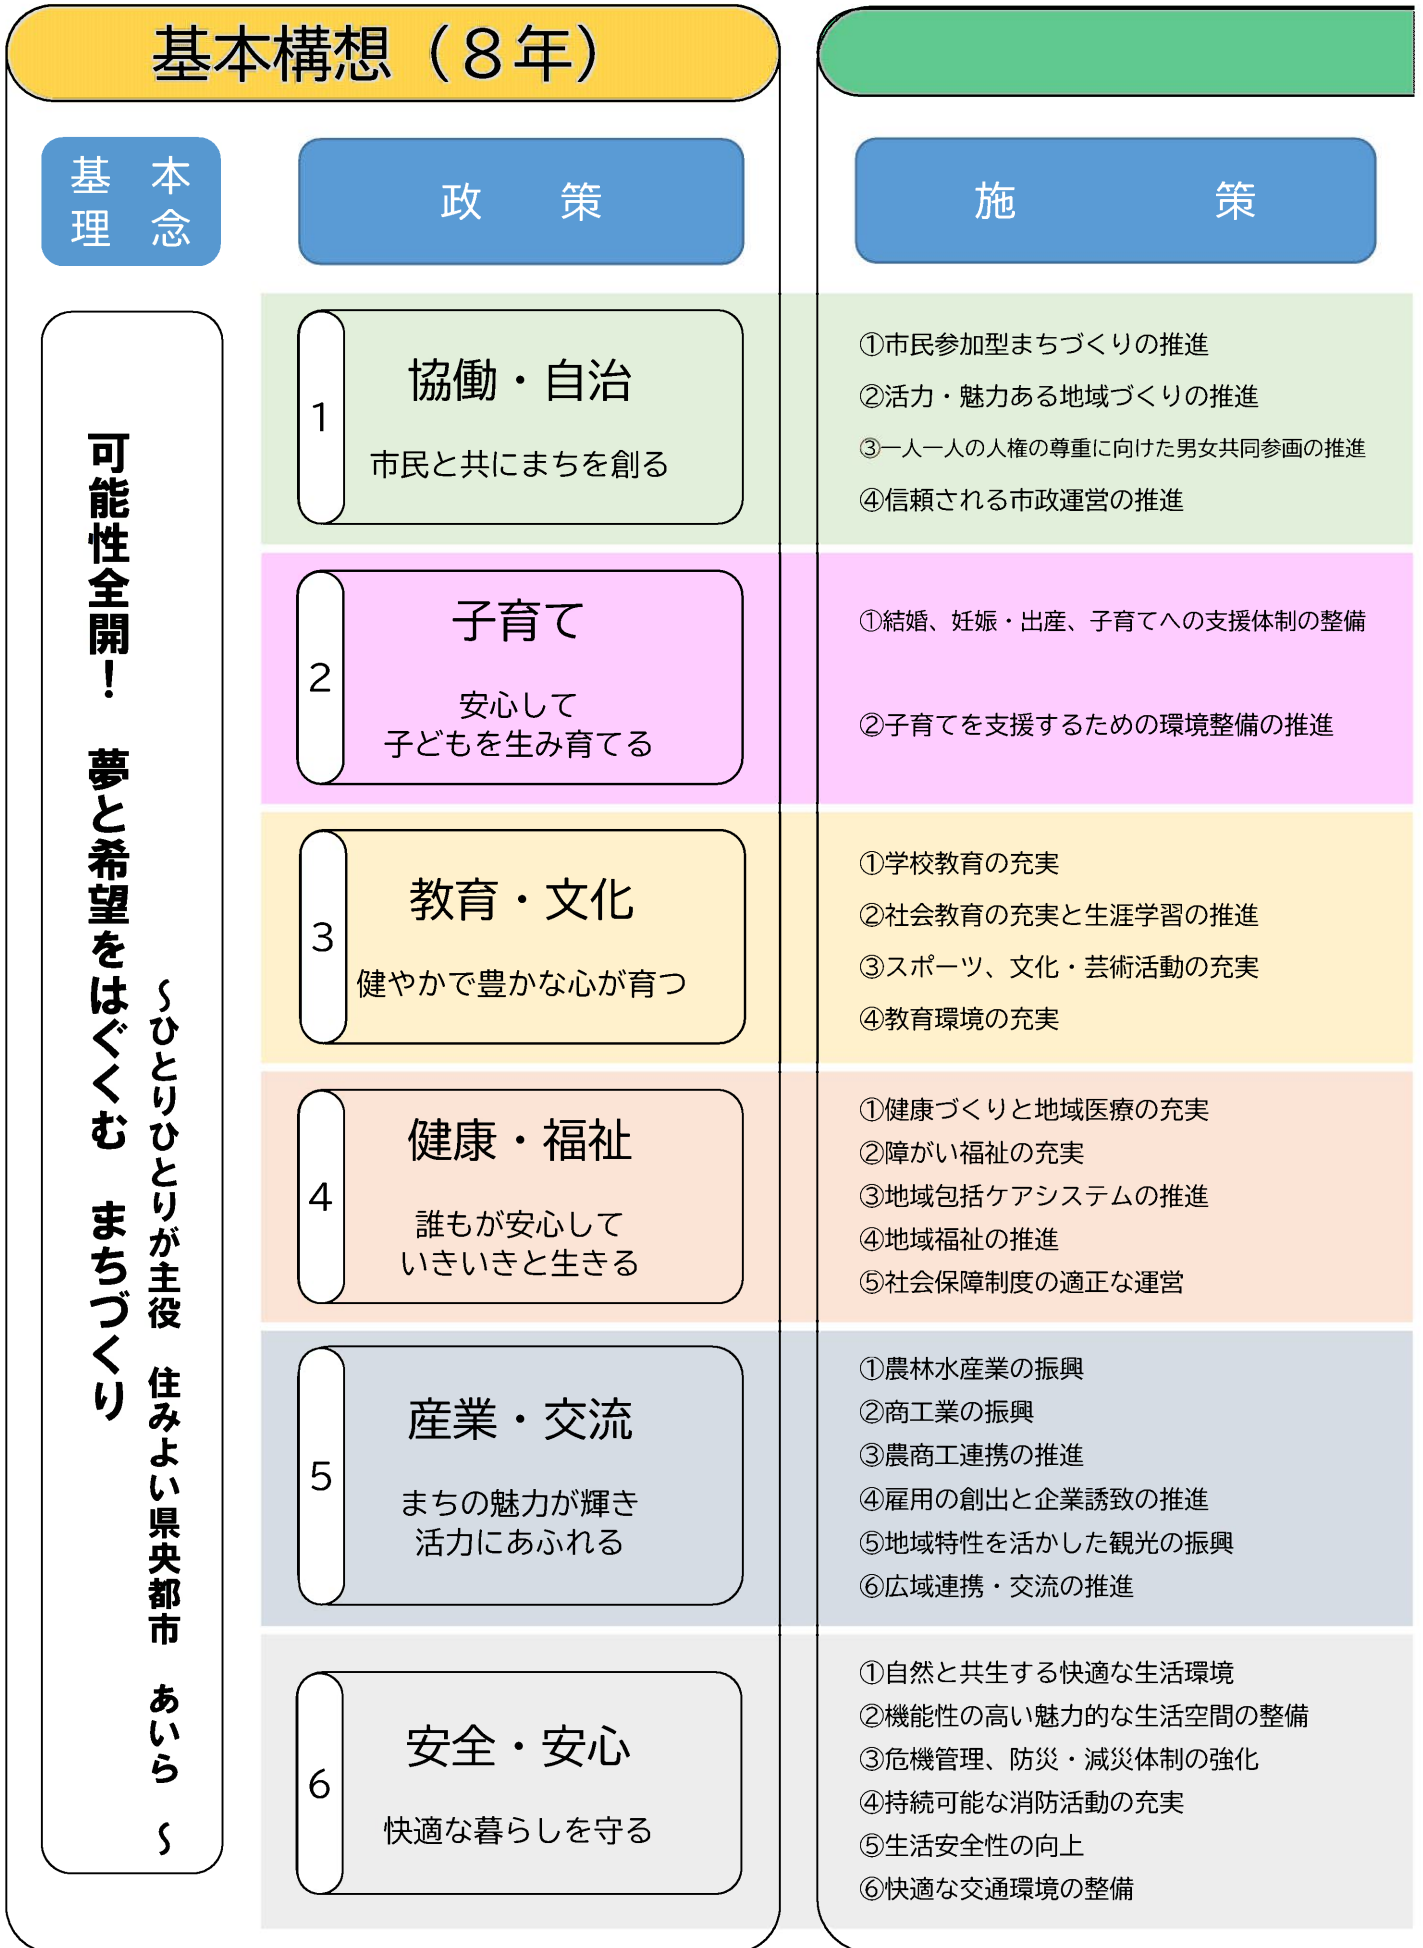 基本構想（８年）
基　本
理　念
政　　策
施　　　　　策
可能性全開！　夢と希望をはぐくむ　まちづくり
～ひとりひとりが主役　住みよい県央都市　あいら　～
1
協働・自治
市民と共にまちを創る
①市民参加型まちづくりの推進
②活力・魅力ある地域づくりの推進
③一人一人の人権の尊重に向けた男女共同参画の推進
④信頼される市政運営の推進
2
子育て
安心して
子どもを生み育てる
①結婚、妊娠・出産、子育てへの支援体制の整備
②子育てを支援するための環境整備の推進
3
教育・文化
健やかで豊かな心が育つ
①学校教育の充実
②社会教育の充実と生涯学習の推進
③スポーツ、文化・芸術活動の充実
④教育環境の充実
4
健康・福祉
誰もが安心して
いきいきと生きる
①健康づくりと地域医療の充実
②障がい福祉の充実
③地域包括ケアシステムの推進
④地域福祉の推進
⑤社会保障制度の適正な運営
5
産業・交流
まちの魅力が輝き
活力にあふれる
①農林水産業の振興
②商工業の振興
③農商工連携の推進
④雇用の創出と企業誘致の推進
⑤地域特性を活かした観光の振興
⑥広域連携・交流の推進
6
安全・安心
快適な暮らしを守る
①自然と共生する快適な生活環境
②機能性の高い魅力的な生活空間の整備
③危機管理、防災・減災体制の強化
④持続可能な消防活動の充実
⑤生活安全性の向上
⑥快適な交通環境の整備